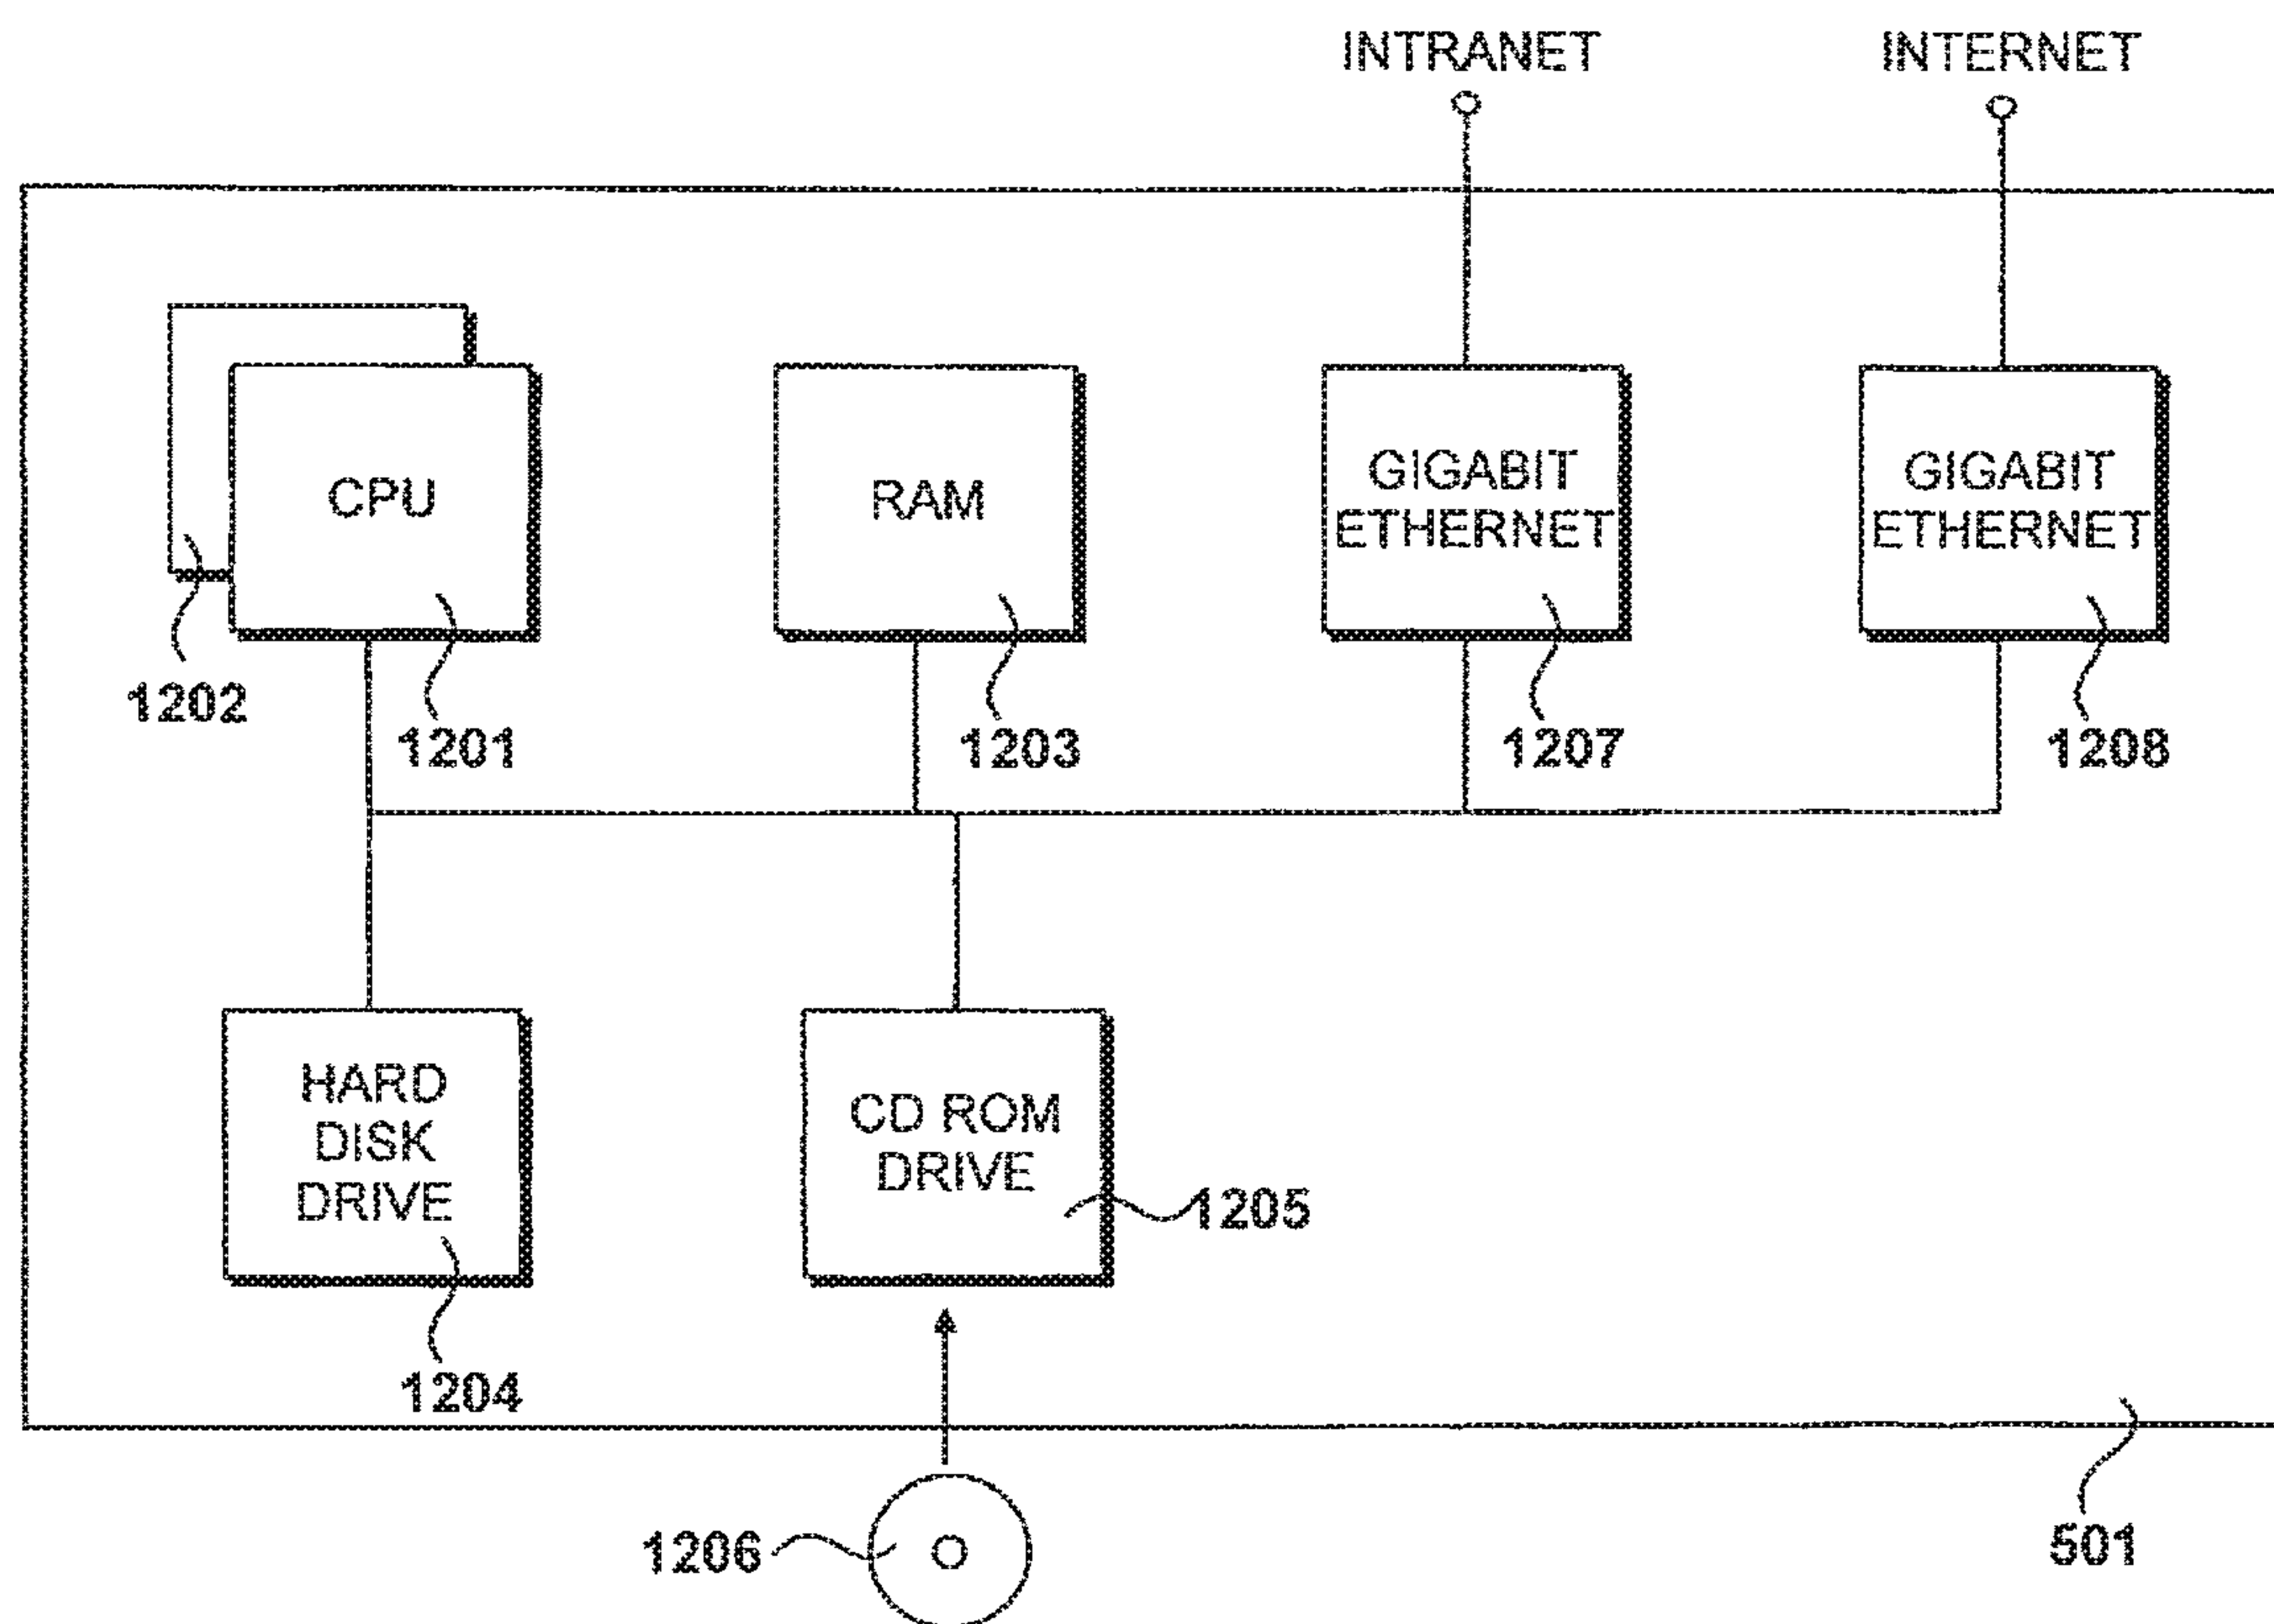 INTRANET
INTERNET
CPU
RAM
GIGABIT
ETHERNET
GIGABIT
ETHERNET
1202
1201
1203
1207
1208
HARD
DISK
DRIVE
CD ROM
DRIVE
1205
1204
1206
501